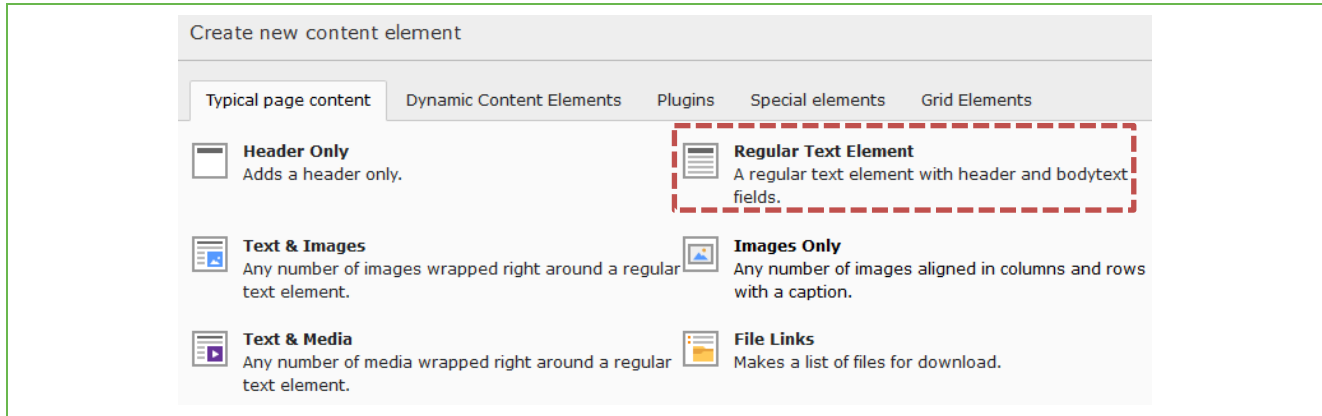 Create new content element
Typical page content
Dynamic Content Elements
Plugins
Special elements
Grid Elements
Header Only
Adds a header only.
Regular Text Element
A regular text element with header and bodytext
fields.
Text & Images
Any number of images wrapped right around a regular
text element.
Images Only
Any number of images aligned in columns and rows
with a caption.
Text & Media
Any number of media wrapped right around a regular
text element.
File Links
Makes a list of files for download.